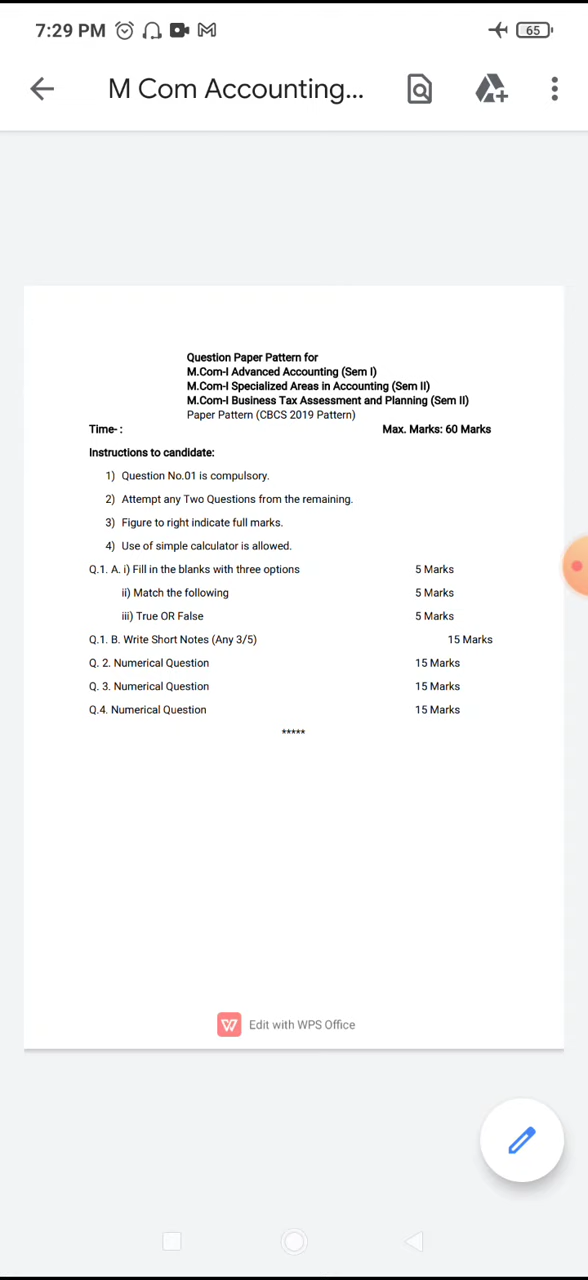 7:29 PM
65
M Com Accounting...
Question Paper Pattern for
M.Com-I Advanced Accounting (Sem I)
M.Com-I Specialized Areas in Accounting (Sem II)
M.Com-I Business Tax Assessment and Planning (Sem II)
Paper Pattern (CBCS 2019 Pattern)
Time- : Max. Marks: 60 Marks
Instructions to candidate:
1) Question No.01 is compulsory.
2) Attempt any Two Questions from the remaining.
3) Figure to right indicate full marks.
4) Use of simple calculator is allowed.
Q.1. A. i) Fill in the blanks with three options 5 Marks
ii) Match the following 5 Marks
iii) True OR False 5 Marks
Q.1. B. Write Short Notes (Any 3/5) 15 Marks
Q. 2. Numerical Question 15 Marks
Q. 3. Numerical Question 15 Marks
Q.4. Numerical Question 15 Marks
*****
Edit with WPS Office